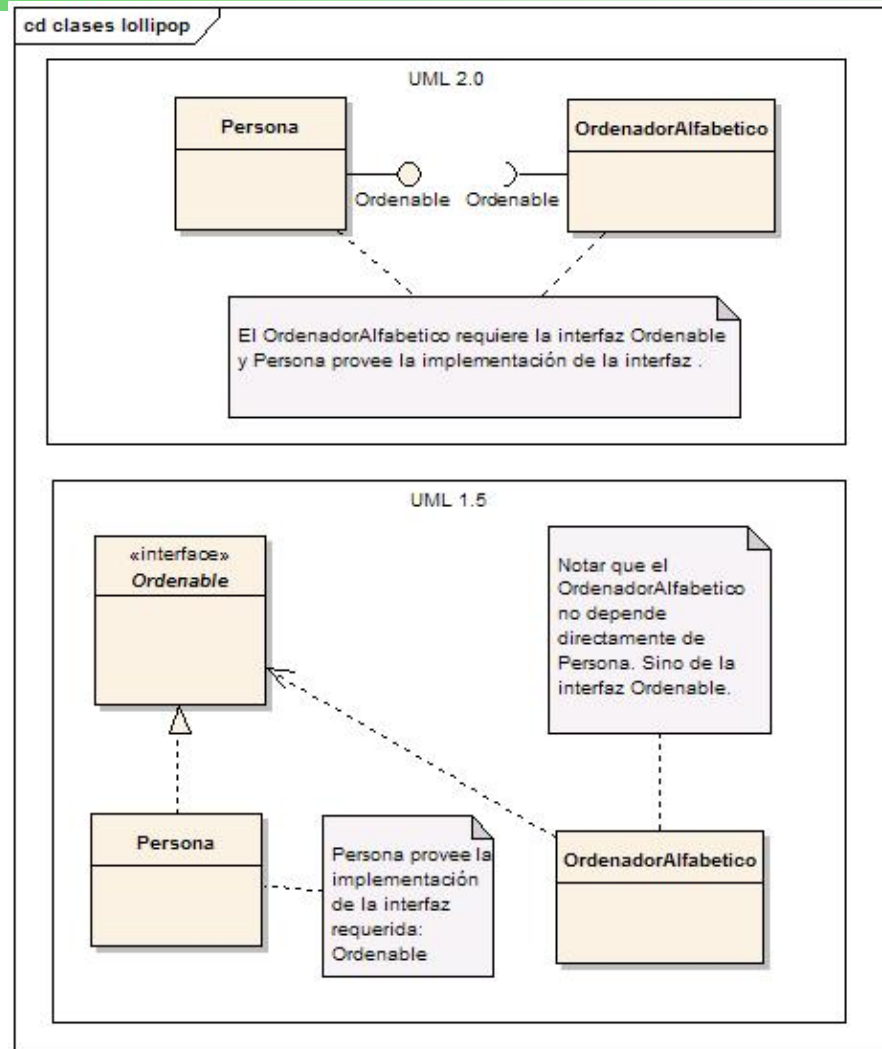 cd clases lollipop
UML 2.0
Persona
OrdenadorAlfabetico
Ordenable Ordenable
El OrdenadorAlfabetico requiere la interfaz Ordenable
y Persona provee la implementación de la interfaz .
UML 1.5
«interface»
Ordenable
Notar que el
OrdenadorAlfabetico
no depende
directamente de
Persona. Sino de la
interfaz Ordenable.
Persona
Persona provee la
implementación
de la interfaz
requerida:
Ordenable
OrdenadorAlfabetico